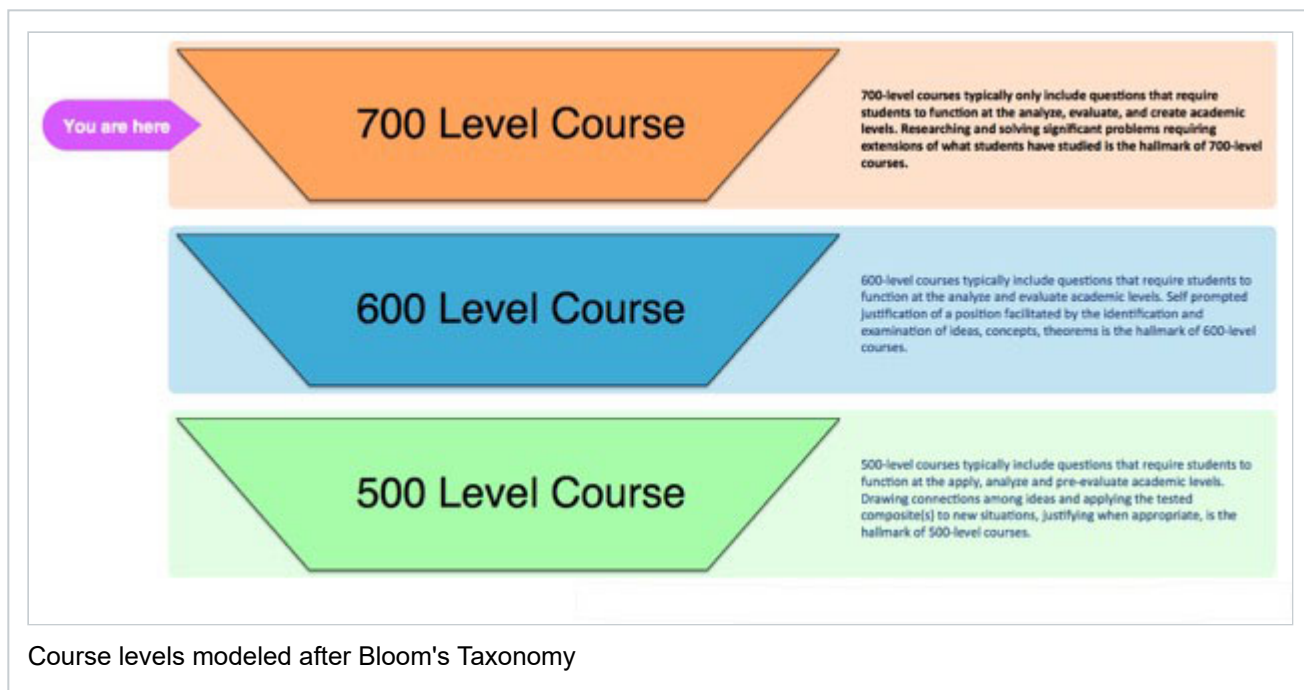 You are here
700 Level Course
700-level courses typically only include questions that require
students to function at the analyze, evaluate, and create academic
levels. Researching and solving significant problems requiring
extensions of what students have studied is the hallmark of 700-level
courses.
600 Level Course
600-level courses typically include questions that require students to
function at the analyze and evaluate academic levels. Self prompted
justification of a position facilitated by the identification and
examination of ideas, concepts, theorems is the hallmark of 600-level
courses.
500 Level Course
500-level courses typically include questions that require students to
function at the apply, analyze and pre-evaluate academic levels.
Drawing connections among ideas and applying the tested
composite(s) to new situations, justifying when appropriate, is the
hallmark of 500-level courses.
Course levels modeled after Bloom's Taxonomy